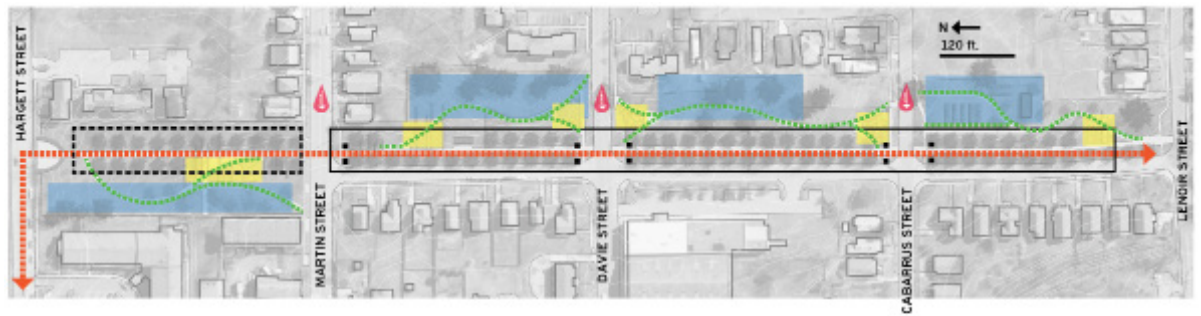 HARGETT STREET
MARTIN STREET
DAVIE STREET
CABARRUS STREET
LENOIR STREET
N
120 ft.